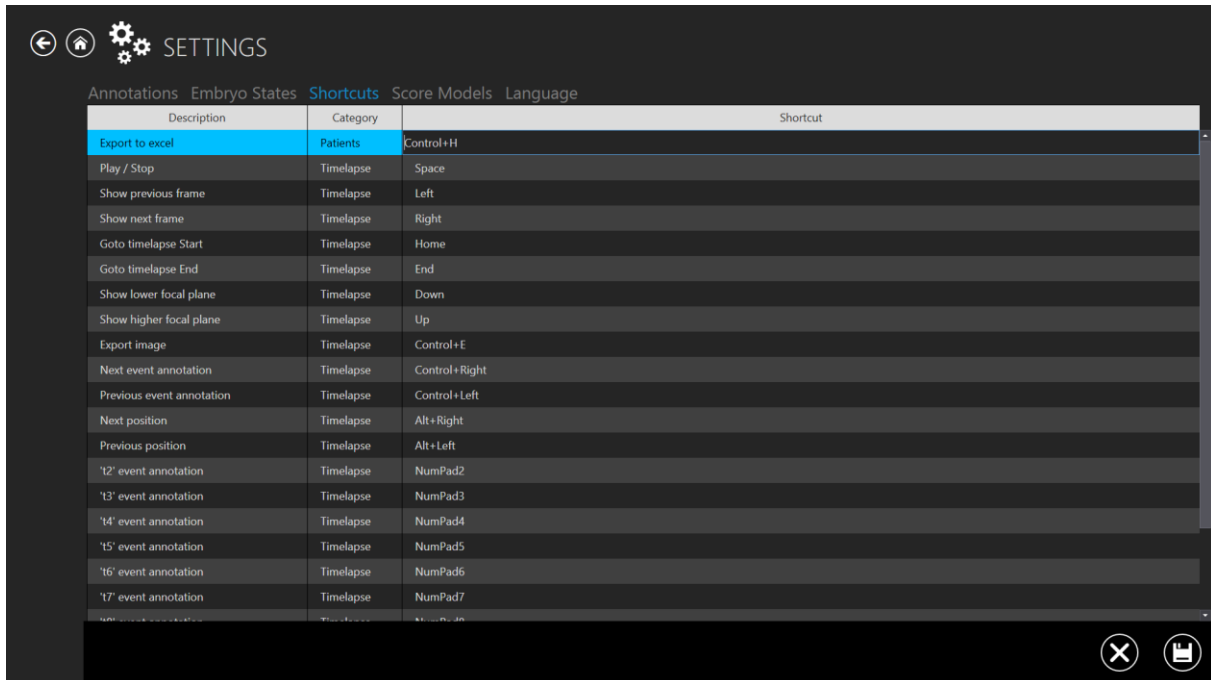 SETTINGS
Annotations Embryo States Shortcuts Score Models Language
Description Category Shortcut
Export to excel Patients Control+H
Play / Stop Timelapse Space
Show previous frame Timelapse Left
Show next frame Timelapse Right
Goto timelapse Start Timelapse Home
Goto timelapse End Timelapse End
Show lower focal plane Timelapse Down
Show higher focal plane Timelapse Up
Export image Timelapse Control+E
Next event annotation Timelapse Control+Right
Previous event annotation Timelapse Control+Left
Next position Timelapse Alt+Right
Previous position Timelapse Alt+Left
't2' event annotation Timelapse NumPad2
't3' event annotation Timelapse NumPad3
't4' event annotation Timelapse NumPad4
't5' event annotation Timelapse NumPad5
't6' event annotation Timelapse NumPad6
't7' event annotation Timelapse NumPad7